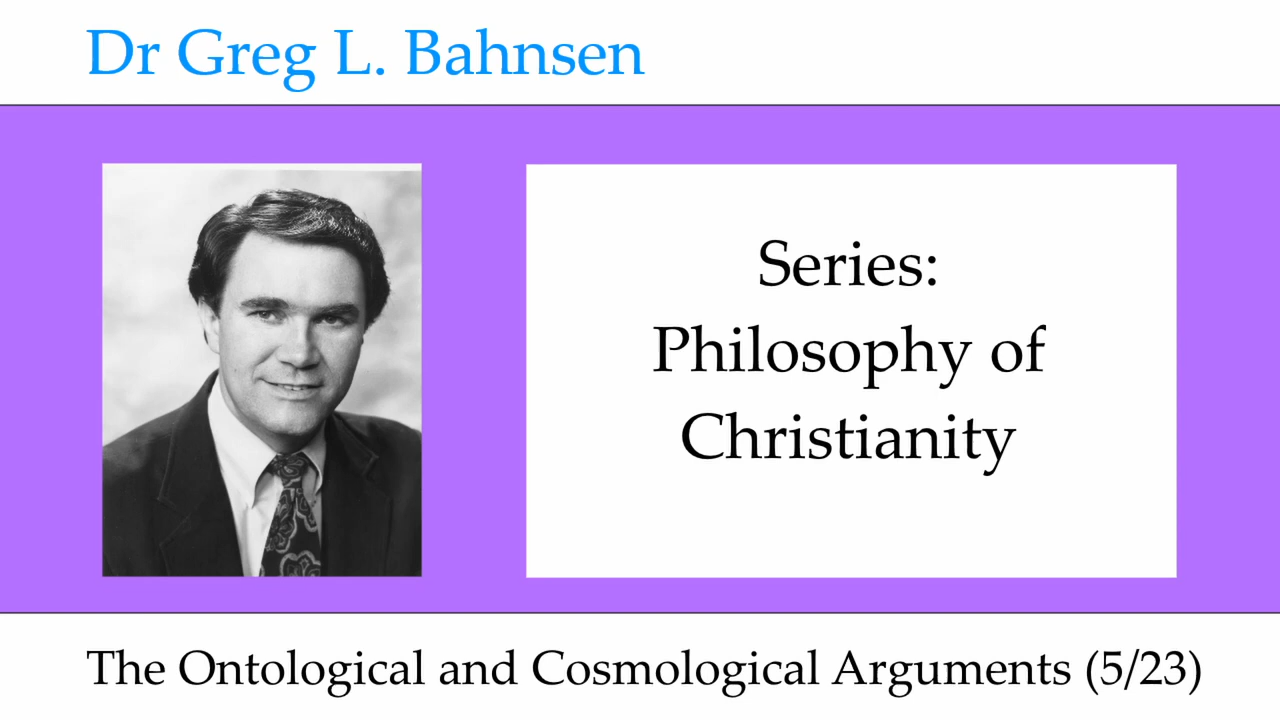 Dr Greg L. Bahnsen
Series:
Philosophy of
Christianity
The Ontological and Cosmological Arguments (5/23)